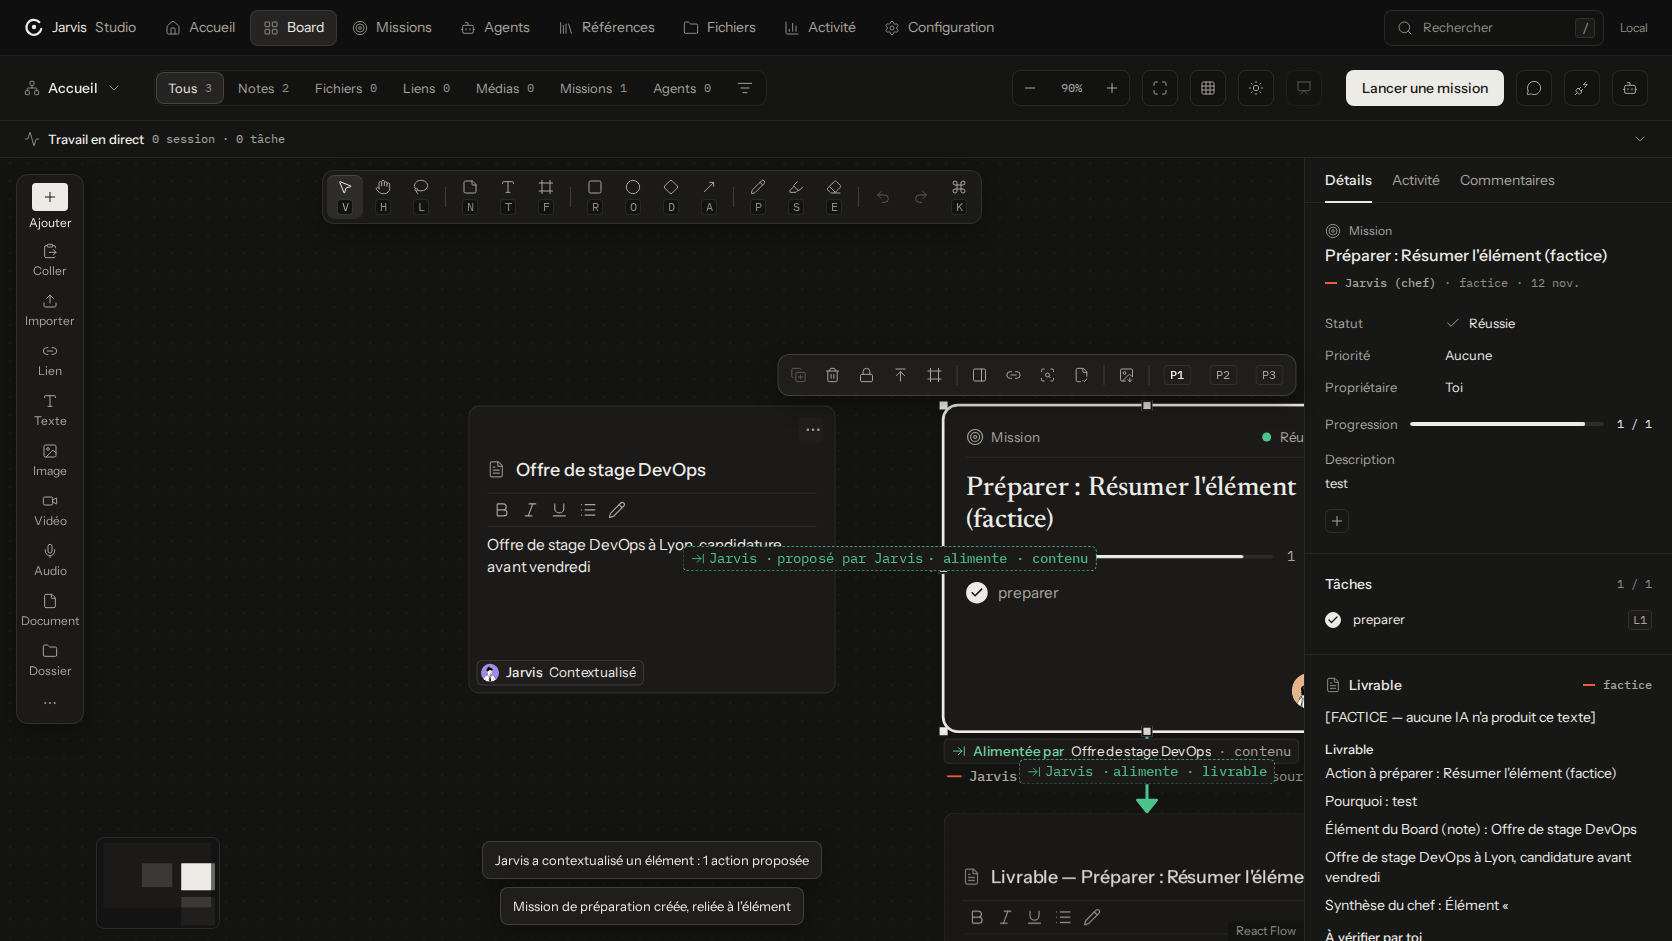 Jarvis Studio Accueil Board Missions Agents Références Fichiers Activité Configuration Rechercher / Local
Accueil Tous 3 Notes 2 Fichiers 0 Liens 0 Médias 0 Missions 1 Agents 0 90% Lancer une mission
Travail en direct 0 session · 0 tâche
V H L N T F R O D A P S E K
Ajouter
Coller
Importer
Lien
Texte
Image
Vidéo
Audio
Document
Dossier
P1 P2 P3
Offre de stage DevOps
B I U
Offre de stage DevOps à Lyon, candidature
avant vendredi
Jarvis Contextualisé
Jarvis · proposé par Jarvis · alimente · contenu
Mission Réu
Préparer : Résumer l'élément
(factice)
1
preparer
Alimentée par Offre de stage DevOps · contenu
Jarvis
Jarvis · alimente · livrable
sour
Livrable — Préparer : Résumer l'éléme
B I U
React Flow
Jarvis a contextualisé un élément : 1 action proposée
Mission de préparation créée, reliée à l'élément
Détails Activité Commentaires
Mission
Préparer : Résumer l'élément (factice)
Jarvis (chef) · factice · 12 nov.
Statut Réussie
Priorité Aucune
Propriétaire Toi
Progression 1 / 1
Description
test
Tâches 1 / 1
preparer L1
Livrable factice
[FACTICE — aucune IA n'a produit ce texte]
Livrable
Action à préparer : Résumer l'élément (factice)
Pourquoi : test
Élément du Board (note) : Offre de stage DevOps
Offre de stage DevOps à Lyon, candidature avant
vendredi
Synthèse du chef : Élément «
À vérifier par toi